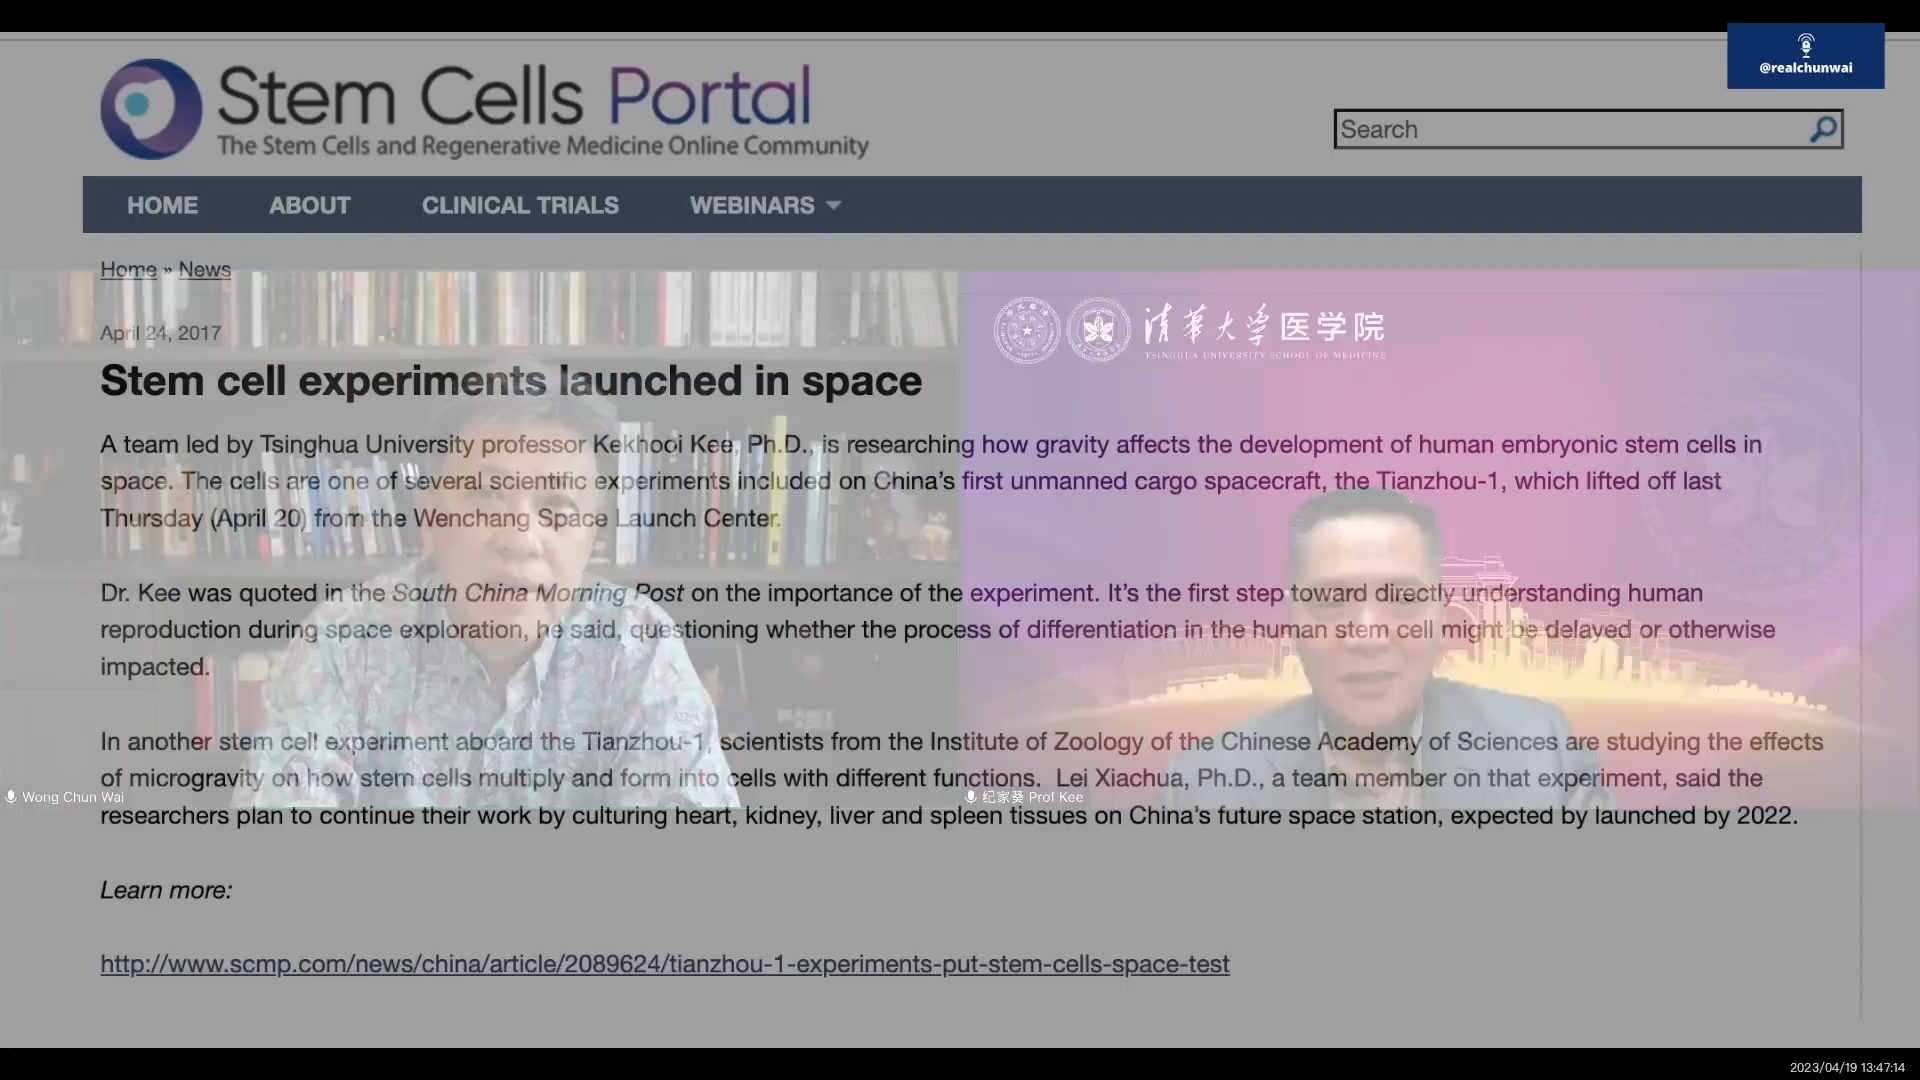 @realchunwai
Stem Cells Portal
The Stem Cells and Regenerative Medicine Online Community
Search
HOME ABOUT CLINICAL TRIALS WEBINARS
Home » News
April 24, 2017
清華大学医学院
TSINGHUA UNIVERSITY SCHOOL OF MEDICINE
Stem cell experiments launched in space
A team led by Tsinghua University professor Kekhooi Kee, Ph.D., is researching how gravity affects the development of human embryonic stem cells in
space. The cells are one of several scientific experiments included on China's first unmanned cargo spacecraft, the Tianzhou-1, which lifted off last
Thursday (April 20) from the Wenchang Space Launch Center.
Dr. Kee was quoted in the South China Morning Post on the importance of the experiment. It's the first step toward directly understanding human
reproduction during space exploration, he said, questioning whether the process of differentiation in the human stem cell might be delayed or otherwise
impacted.
In another stem cell experiment aboard the Tianzhou-1, scientists from the Institute of Zoology of the Chinese Academy of Sciences are studying the effects
of microgravity on how stem cells multiply and form into cells with different functions. Lei Xiachua, Ph.D., a team member on that experiment, said the
researchers plan to continue their work by culturing heart, kidney, liver and spleen tissues on China's future space station, expected by launched by 2022.
Wong Chun Wai
纪家葵 Prof Kee
Learn more:
http://www.scmp.com/news/china/article/2089624/tianzhou-1-experiments-put-stem-cells-space-test
2023/04/19 13:47:14